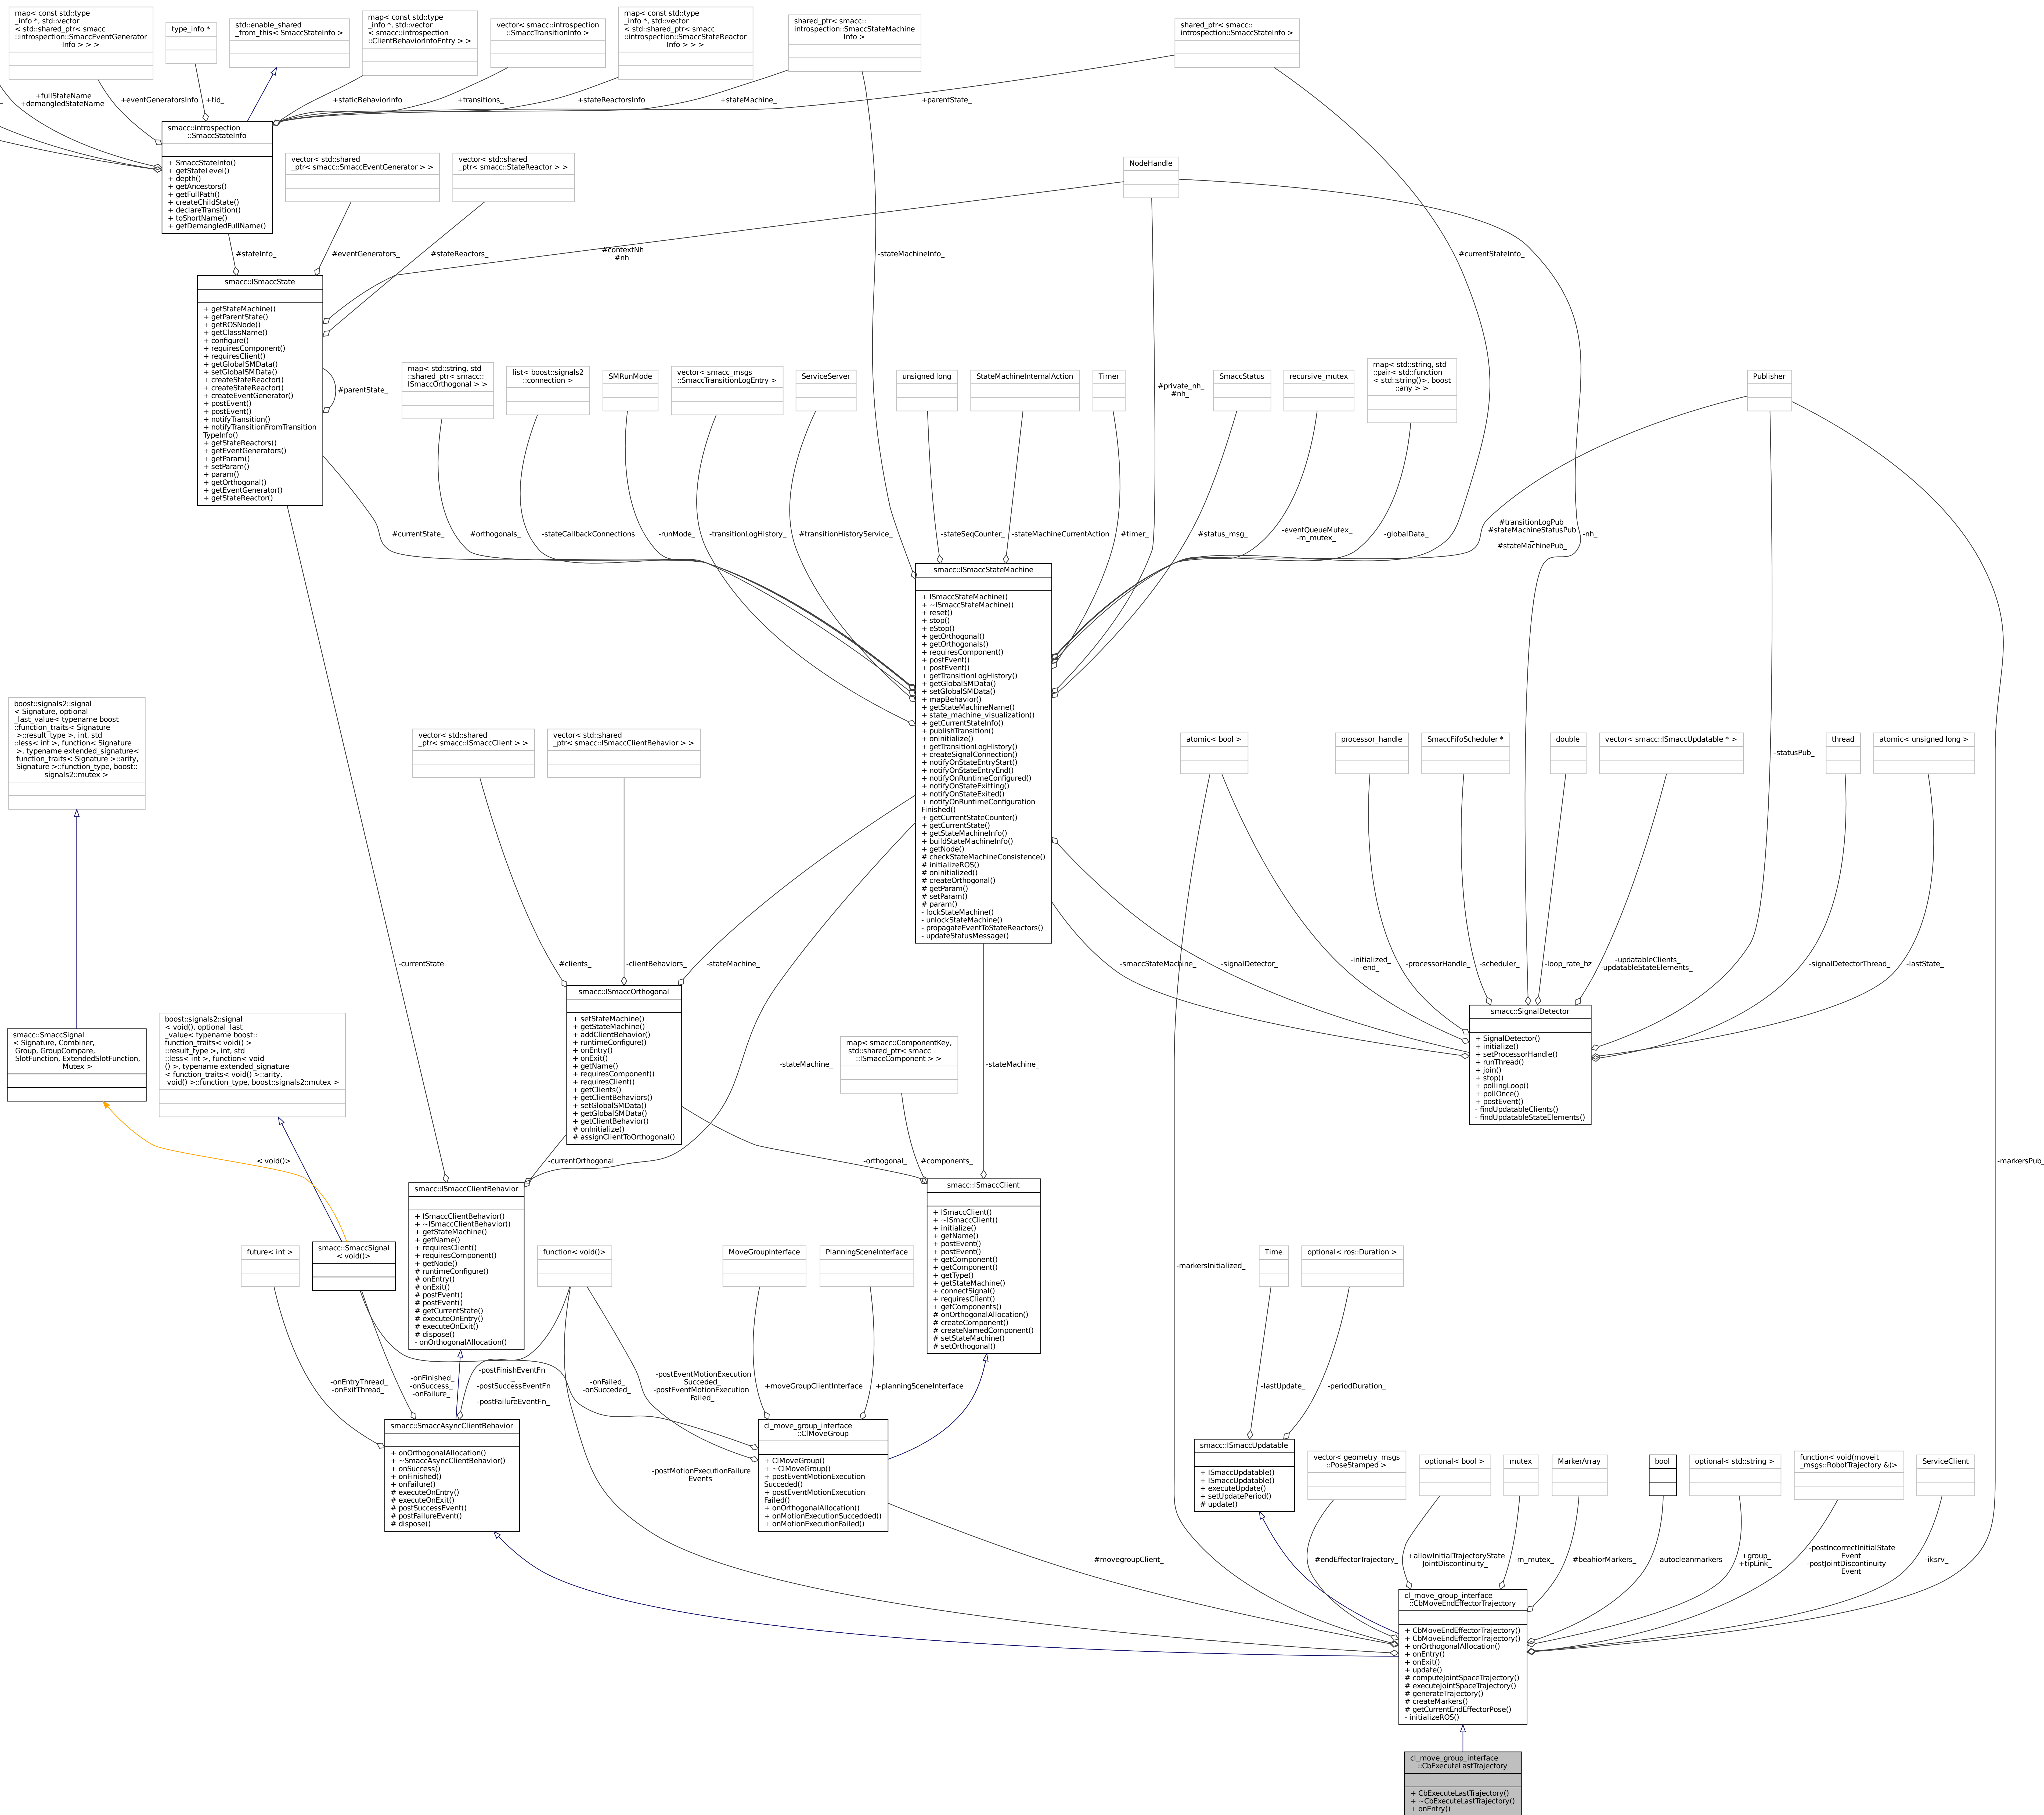 map< const std::type
_info *, std::vector
< std::shared_ptr< smacc
::introspection::SmaccEventGenerator
Info > > >
type_info *
std::enable_shared
_from_this< SmaccStateInfo >
map< const std::type
_info *, std::vector
< smacc::introspection
::ClientBehaviorInfoEntry > >
vector< smacc::introspection
::SmaccTransitionInfo >
map< const std::type
_info *, std::vector
< std::shared_ptr< smacc
::introspection::SmaccStateReactor
Info > > >
shared_ptr< smacc::
introspection::SmaccStateMachine
Info >
shared_ptr< smacc::
introspection::SmaccStateInfo >
+fullStateName
+demangledStateName
+eventGeneratorsInfo
+tid_
+staticBehaviorInfo
+transitions_
+stateReactorsInfo
+stateMachine_
+parentState_
smacc::introspection
::SmaccStateInfo
+ SmaccStateInfo()
+ getStateLevel()
+ depth()
+ getAncestors()
+ getFullPath()
+ createChildState()
+ declareTransition()
+ toShortName()
+ getDemangledFullName()
vector< std::shared
_ptr< smacc::SmaccEventGenerator > >
vector< std::shared
_ptr< smacc::StateReactor > >
NodeHandle
#stateInfo_
#eventGenerators_
#stateReactors_
#contextNh
#nh
-stateMachineInfo_
#currentStateInfo_
smacc::ISmaccState
+ getStateMachine()
+ getParentState()
+ getROSNode()
+ getClassName()
+ configure()
+ requiresComponent()
+ requiresClient()
+ getGlobalSMData()
+ setGlobalSMData()
+ createStateReactor()
+ createStateReactor()
+ createEventGenerator()
+ postEvent()
+ postEvent()
+ notifyTransition()
+ notifyTransitionFromTransition
TypeInfo()
+ getStateReactors()
+ getEventGenerators()
+ getParam()
+ setParam()
+ param()
+ getOrthogonal()
+ getEventGenerator()
+ getStateReactor()
#parentState_
map< std::string, std
::shared_ptr< smacc::
ISmaccOrthogonal > >
list< boost::signals2
::connection >
SMRunMode
vector< smacc_msgs
::SmaccTransitionLogEntry >
ServiceServer
unsigned long
StateMachineInternalAction
Timer
#private_nh_
#nh_
SmaccStatus
recursive_mutex
map< std::string, std
::pair< std::function
< std::string()>, boost
::any > >
Publisher
#currentState_
#orthogonals_
-stateCallbackConnections
-runMode_
-transitionLogHistory_
#transitionHistoryService_
-stateSeqCounter_
-stateMachineCurrentAction
#timer_
#status_msg_
-eventQueueMutex_
-m_mutex_
-globalData_
#transitionLogPub_
#stateMachineStatusPub
_
#stateMachinePub_
-nh_
smacc::ISmaccStateMachine
+ ISmaccStateMachine()
+ ~ISmaccStateMachine()
+ reset()
+ stop()
+ eStop()
+ getOrthogonal()
+ getOrthogonals()
+ requiresComponent()
+ postEvent()
+ postEvent()
+ getTransitionLogHistory()
+ getGlobalSMData()
+ setGlobalSMData()
+ mapBehavior()
+ getStateMachineName()
+ state_machine_visualization()
+ getCurrentStateInfo()
+ publishTransition()
+ onInitialize()
+ getTransitionLogHistory()
+ createSignalConnection()
+ notifyOnStateEntryStart()
+ notifyOnStateEntryEnd()
+ notifyOnRuntimeConfigured()
+ notifyOnStateExitting()
+ notifyOnStateExited()
+ notifyOnRuntimeConfiguration
Finished()
+ getCurrentStateCounter()
+ getCurrentState()
+ getStateMachineInfo()
+ buildStateMachineInfo()
+ getNode()
# checkStateMachineConsistence()
# initializeROS()
# onInitialized()
# createOrthogonal()
# getParam()
# setParam()
# param()
- lockStateMachine()
- unlockStateMachine()
- propagateEventToStateReactors()
- updateStatusMessage()
boost::signals2::signal
< Signature, optional
_last_value< typename boost
::function_traits< Signature
>::result_type >, int, std
::less< int >, function< Signature
>, typename extended_signature<
function_traits< Signature >::arity,
Signature >::function_type, boost::
signals2::mutex >
vector< std::shared
_ptr< smacc::ISmaccClient > >
vector< std::shared
_ptr< smacc::ISmaccClientBehavior > >
atomic< bool >
processor_handle
SmaccFifoScheduler *
double
vector< smacc::ISmaccUpdatable * >
-statusPub_
thread
atomic< unsigned long >
-currentState
#clients_
-clientBehaviors_
-stateMachine_
-smaccStateMachine_
-signalDetector_
-initialized_
-end_
-processorHandle_
-scheduler_
-loop_rate_hz
-updatableClients_
-updatableStateElements_
-signalDetectorThread_
-lastState_
smacc::ISmaccOrthogonal
+ setStateMachine()
+ getStateMachine()
+ addClientBehavior()
+ runtimeConfigure()
+ onEntry()
+ onExit()
+ getName()
+ requiresComponent()
+ requiresClient()
+ getClients()
+ getClientBehaviors()
+ setGlobalSMData()
+ getGlobalSMData()
+ getClientBehavior()
# onInitialize()
# assignClientToOrthogonal()
smacc::SignalDetector
+ SignalDetector()
+ initialize()
+ setProcessorHandle()
+ runThread()
+ join()
+ stop()
+ pollingLoop()
+ pollOnce()
+ postEvent()
- findUpdatableClients()
- findUpdatableStateElements()
smacc::SmaccSignal
< Signature, Combiner,
Group, GroupCompare,
SlotFunction, ExtendedSlotFunction,
Mutex >
boost::signals2::signal
< void(), optional_last
_value< typename boost::
function_traits< void() >
::result_type >, int, std
::less< int >, function< void
() >, typename extended_signature
< function_traits< void() >::arity,
void() >::function_type, boost::signals2::mutex >
map< smacc::ComponentKey,
std::shared_ptr< smacc
::ISmaccComponent > >
-stateMachine_
-stateMachine_
< void()>
-currentOrthogonal
-orthogonal_
#components_
-markersPub_
smacc::ISmaccClientBehavior
+ ISmaccClientBehavior()
+ ~ISmaccClientBehavior()
+ getStateMachine()
+ getName()
+ requiresClient()
+ requiresComponent()
+ getNode()
# runtimeConfigure()
# onEntry()
# onExit()
# postEvent()
# postEvent()
# getCurrentState()
# executeOnEntry()
# executeOnExit()
# dispose()
- onOrthogonalAllocation()
smacc::ISmaccClient
+ ISmaccClient()
+ ~ISmaccClient()
+ initialize()
+ getName()
+ postEvent()
+ postEvent()
+ getComponent()
+ getComponent()
+ getType()
+ getStateMachine()
+ connectSignal()
+ requiresClient()
+ getComponents()
# onOrthogonalAllocation()
# createComponent()
# createNamedComponent()
# setStateMachine()
# setOrthogonal()
future< int >
smacc::SmaccSignal
< void()>
function< void()>
MoveGroupInterface
PlanningSceneInterface
-markersInitialized_
Time
optional< ros::Duration >
-onEntryThread_
-onExitThread_
-onFinished_
-onSuccess_
-onFailure_
-postFinishEventFn
_
-postSuccessEventFn
_
-postFailureEventFn_
-onFailed_
-onSucceded_
-postEventMotionExecution
Succeded_
-postEventMotionExecution
Failed_
+moveGroupClientInterface
+planningSceneInterface
-lastUpdate_
-periodDuration_
smacc::SmaccAsyncClientBehavior
+ onOrthogonalAllocation()
+ ~SmaccAsyncClientBehavior()
+ onSuccess()
+ onFinished()
+ onFailure()
# executeOnEntry()
# executeOnExit()
# postSuccessEvent()
# postFailureEvent()
# dispose()
-postMotionExecutionFailure
Events
cl_move_group_interface
::ClMoveGroup
+ ClMoveGroup()
+ ~ClMoveGroup()
+ postEventMotionExecution
Succeded()
+ postEventMotionExecution
Failed()
+ onOrthogonalAllocation()
+ onMotionExecutionSuccedded()
+ onMotionExecutionFailed()
smacc::ISmaccUpdatable
+ ISmaccUpdatable()
+ ISmaccUpdatable()
+ executeUpdate()
+ setUpdatePeriod()
# update()
vector< geometry_msgs
::PoseStamped >
optional< bool >
mutex
MarkerArray
bool
optional< std::string >
function< void(moveit
_msgs::RobotTrajectory &)>
ServiceClient
#movegroupClient_
#endEffectorTrajectory_
+allowInitialTrajectoryState
JointDiscontinuity_
-m_mutex_
#beahiorMarkers_
-autocleanmarkers
+group_
+tipLink_
-postIncorrectInitialState
Event
-postJointDiscontinuity
Event
-iksrv_
cl_move_group_interface
::CbMoveEndEffectorTrajectory
+ CbMoveEndEffectorTrajectory()
+ CbMoveEndEffectorTrajectory()
+ onOrthogonalAllocation()
+ onEntry()
+ onExit()
+ update()
# computeJointSpaceTrajectory()
# executeJointSpaceTrajectory()
# generateTrajectory()
# createMarkers()
# getCurrentEndEffectorPose()
- initializeROS()
cl_move_group_interface
::CbExecuteLastTrajectory
+ CbExecuteLastTrajectory()
+ ~CbExecuteLastTrajectory()
+ onEntry()